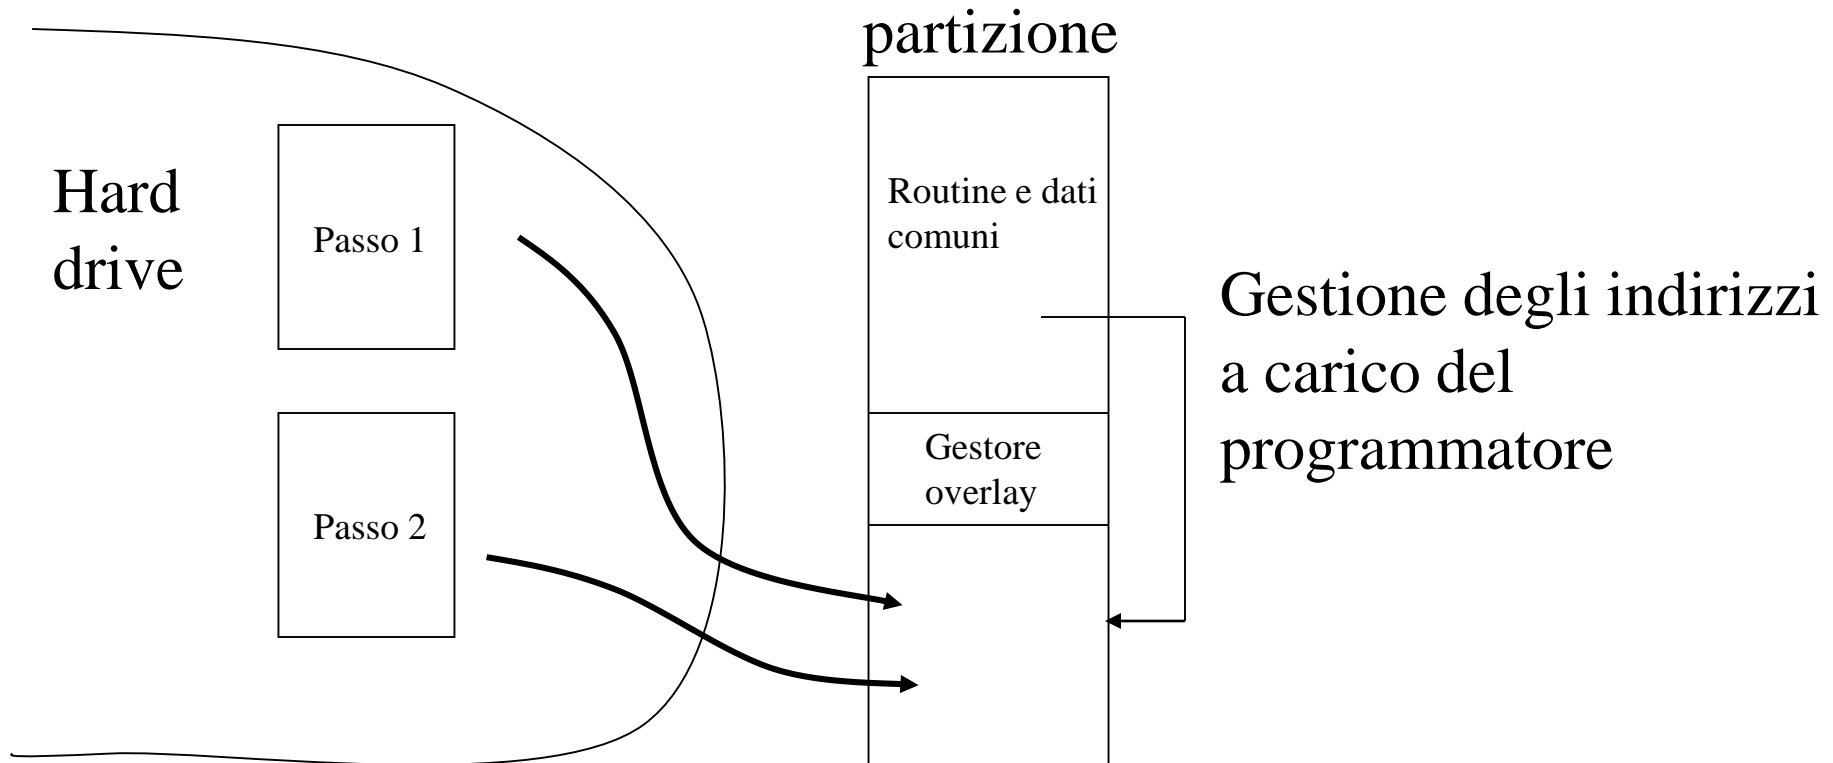 partizione
Hard
drive
Passo 1
Passo 2
Routine e dati
comuni
Gestore
overlay
Gestione degli indirizzi
a carico del
programmatore